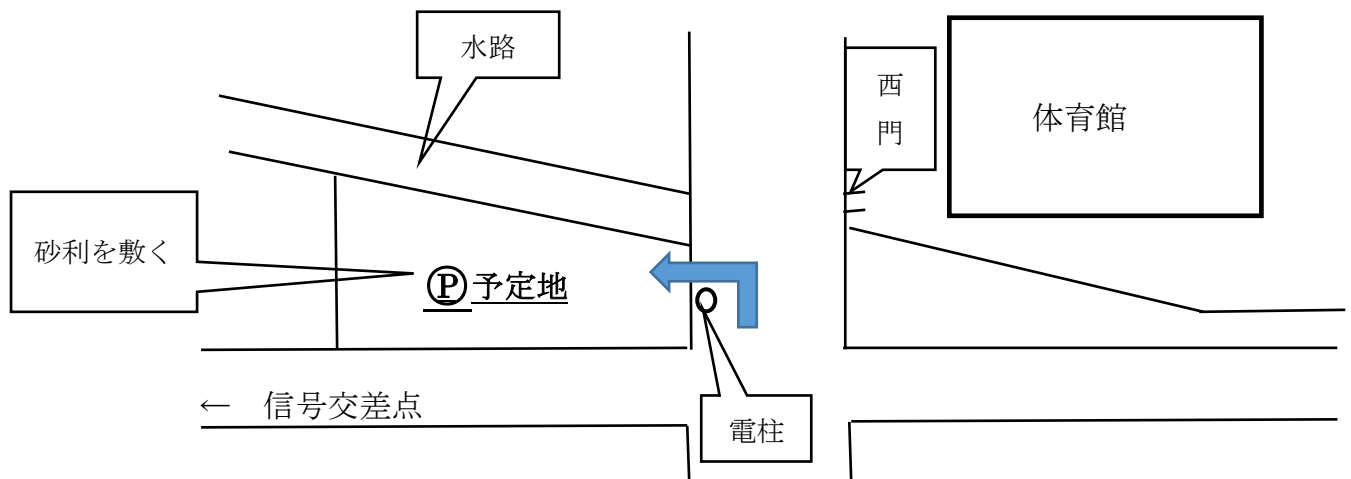 水路
西
門
体育館
砂利を敷く
Ⓟ予定地
← 信号交差点
電柱